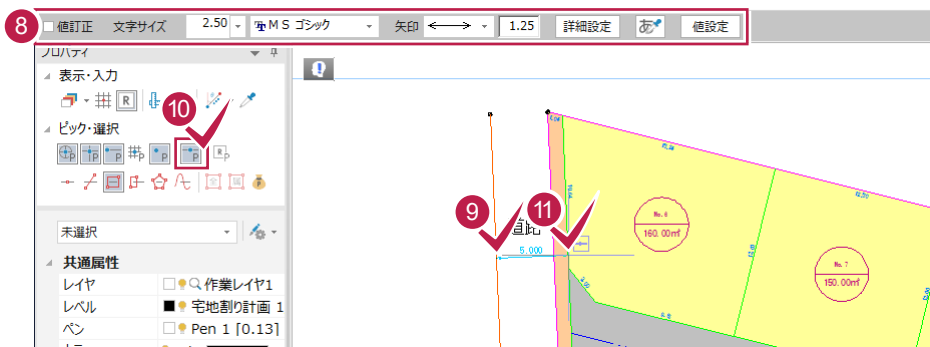 8 値訂正 文字サイズ 2.50 MS ゴシック 矢印 1.25 詳細設定 あ 値設定
プロパティ
表示・入力
R
10
ピック・選択
P P P P P P R P
未選択
共通属性
レイヤ 作業レイヤ1
レベル 宅地割り計画 1
ペン Pen 1 [0.13]
9
11
道路
5.000
No. 6
160.00㎡
No. 7
150.00㎡